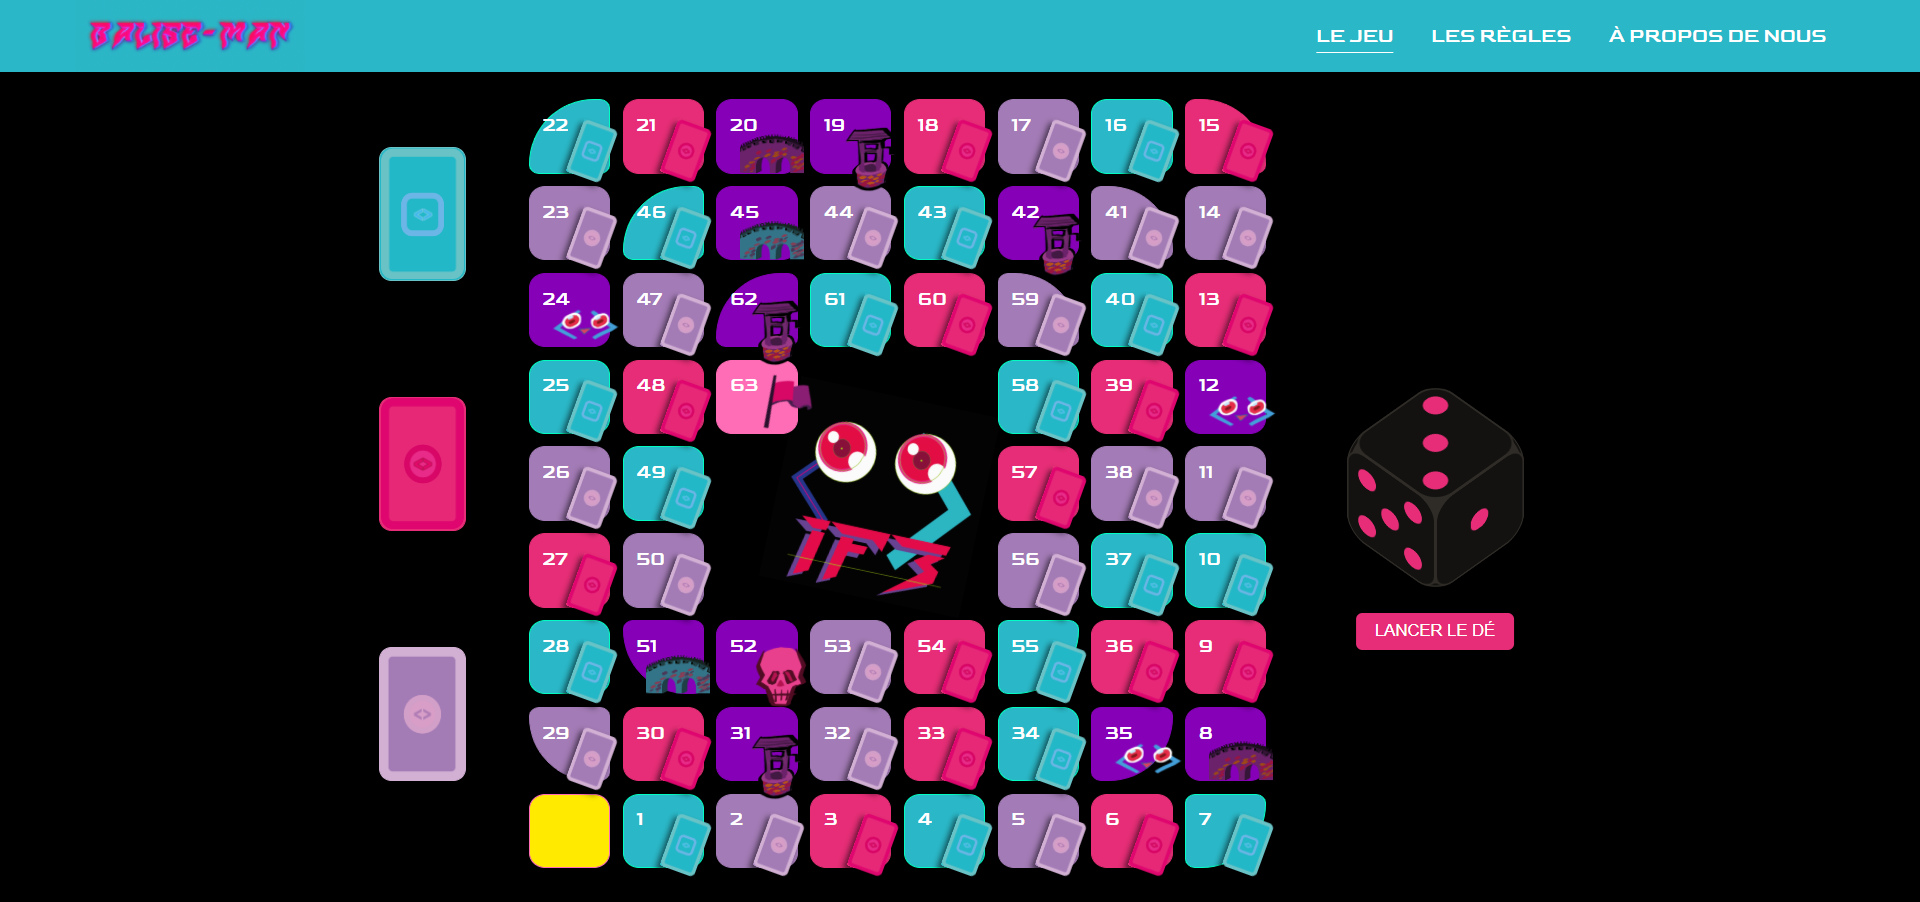 BALISE-MAN
LE JEU LES RÈGLES À PROPOS DE NOUS
22 21 20 19 18 17 16 15
23 46 45 44 43 42 41 14
24 47 62 61 60 59 40 13
25 48 63 58 39 12
26 49 57 38 11
27 50 56 37 10
28 51 52 53 54 55 36 9
29 30 31 32 33 34 35 8
1 2 3 4 5 6 7
LANCER LE DÉ